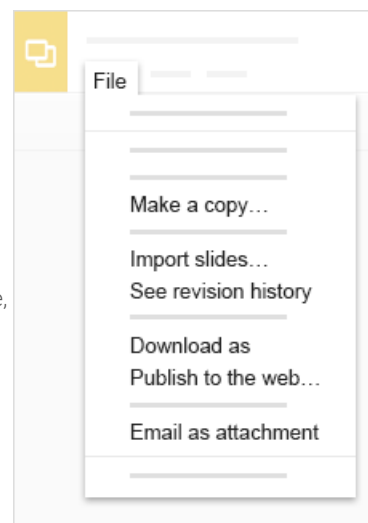 File
Make a copy…
Import slides…
See revision history
e,
Download as
Publish to the web…
Email as attachment